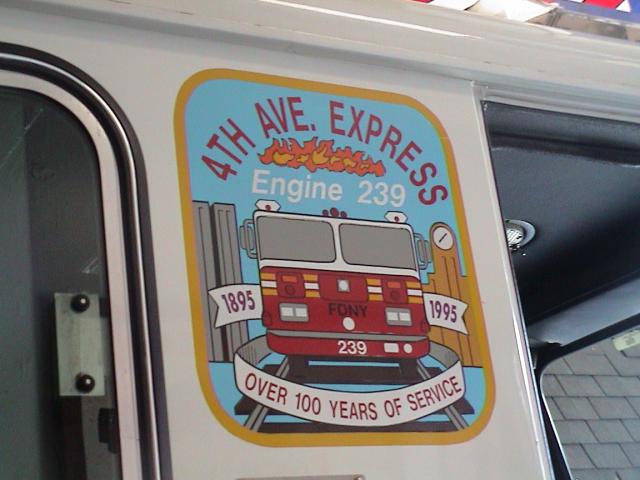 4TH AVE. EXPRESS
Engine 239
1895
1995
FDNY
239
OVER 100 YEARS OF SERVICE